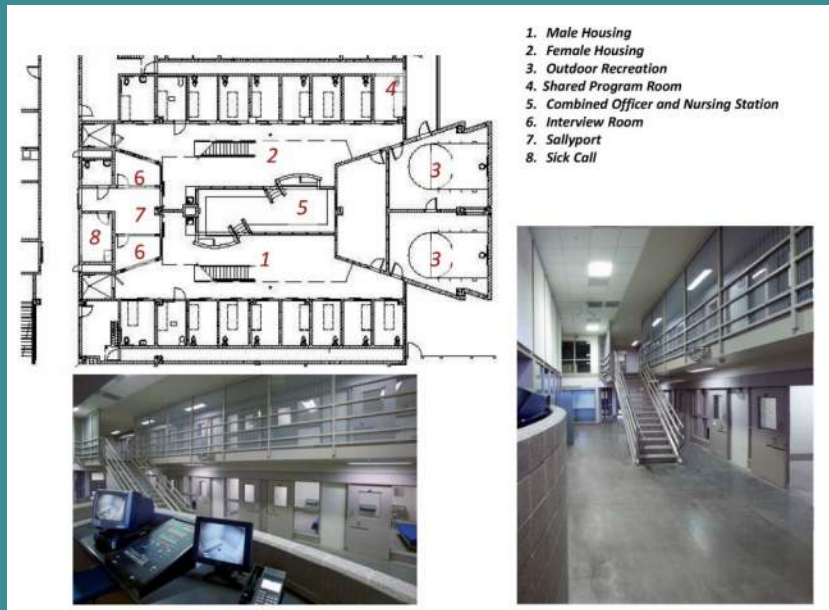 1. Male Housing
2. Female Housing
3. Outdoor Recreation
4. Shared Program Room
5. Combined Officer and Nursing Station
6. Interview Room
7. Sallyport
8. Sick Call
4
2
3
6
5
7
8
6
1
3